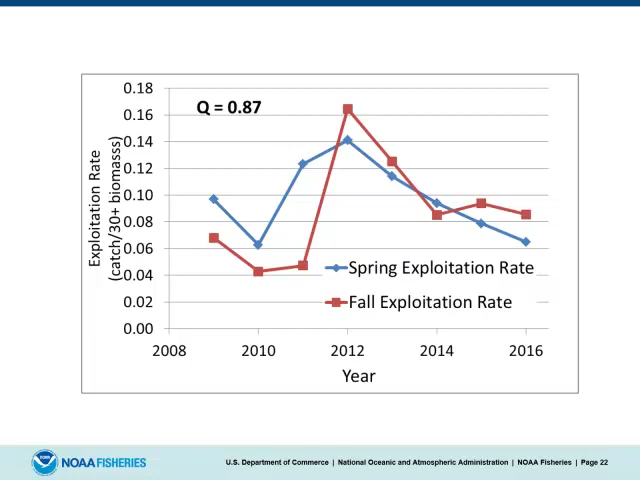 0.18
0.16
0.14
0.12
0.10
0.08
0.06
0.04
0.02
0.00
Exploitation Rate
(catch/30+ biomasss)
Q = 0.87
Spring Exploitation Rate
Fall Exploitation Rate
2008 2010 2012 2014 2016
Year
NOAA FISHERIES
U.S. Department of Commerce | National Oceanic and Atmospheric Administration | NOAA Fisheries | Page 22